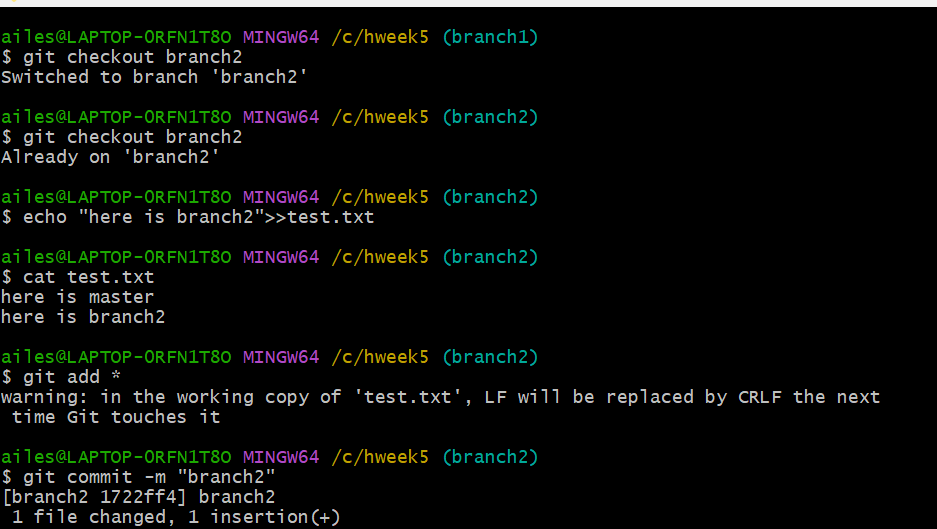 ailes@LAPTOP-0RFN1T8O MINGW64 /c/hweek5 (branch1)
$ git checkout branch2
Switched to branch 'branch2'
ailes@LAPTOP-0RFN1T8O MINGW64 /c/hweek5 (branch2)
$ git checkout branch2
Already on 'branch2'
ailes@LAPTOP-0RFN1T8O MINGW64 /c/hweek5 (branch2)
$ echo "here is branch2">>test.txt
ailes@LAPTOP-0RFN1T8O MINGW64 /c/hweek5 (branch2)
$ cat test.txt
here is master
here is branch2
ailes@LAPTOP-0RFN1T8O MINGW64 /c/hweek5 (branch2)
$ git add *
warning: in the working copy of 'test.txt', LF will be replaced by CRLF the next
 time Git touches it
ailes@LAPTOP-0RFN1T8O MINGW64 /c/hweek5 (branch2)
$ git commit -m "branch2"
[branch2 1722ff4] branch2
 1 file changed, 1 insertion(+)